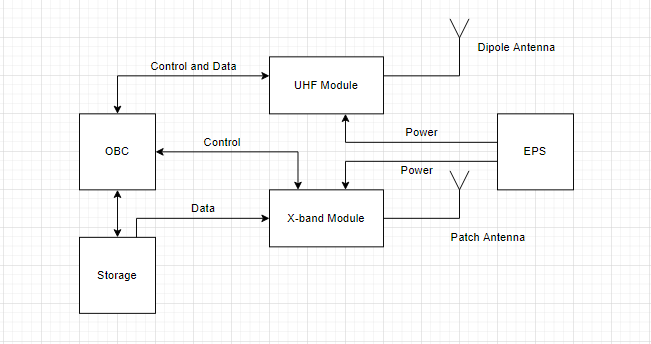 Dipole Antenna
Control and Data
UHF Module
Power
Control
OBC
EPS
Power
Data
X-band Module
Patch Antenna
Storage